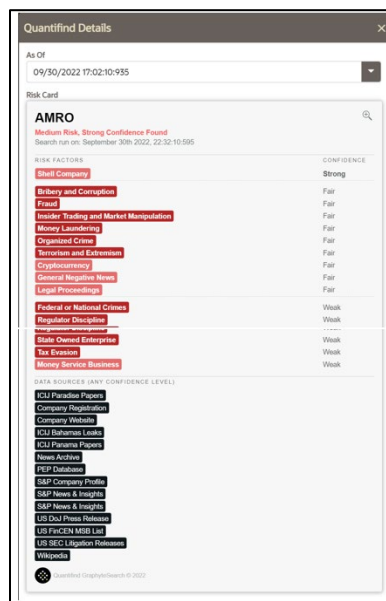 Quantifind Details
×
As Of
09/30/2022 17:02:10:935
Risk Card
AMRO
Medium Risk, Strong Confidence Found
Search run on: September 30th 2022, 22:32:10:595
RISK FACTORS CONFIDENCE
Shell Company Strong
Bribery and Corruption Fair
Fraud Fair
Insider Trading and Market Manipulation Fair
Money Laundering Fair
Organized Crime Fair
Terrorism and Extremism Fair
Cryptocurrency Fair
General Negative News Fair
Legal Proceedings Fair
Federal or National Crimes Weak
Regulator Discipline Weak
State Owned Enterprise Weak
Tax Evasion Weak
Money Service Business Weak
DATA SOURCES (ANY CONFIDENCE LEVEL)
ICIJ Paradise Papers
Company Registration
Company Website
ICIJ Bahamas Leaks
ICIJ Panama Papers
News Archive
PEP Database
S&P Company Profile
S&P News & Insights
S&P News & Insights
US DoJ Press Release
US FinCEN MSB List
US SEC Litigation Releases
Wikipedia
Quantifind GraphyteSearch © 2022